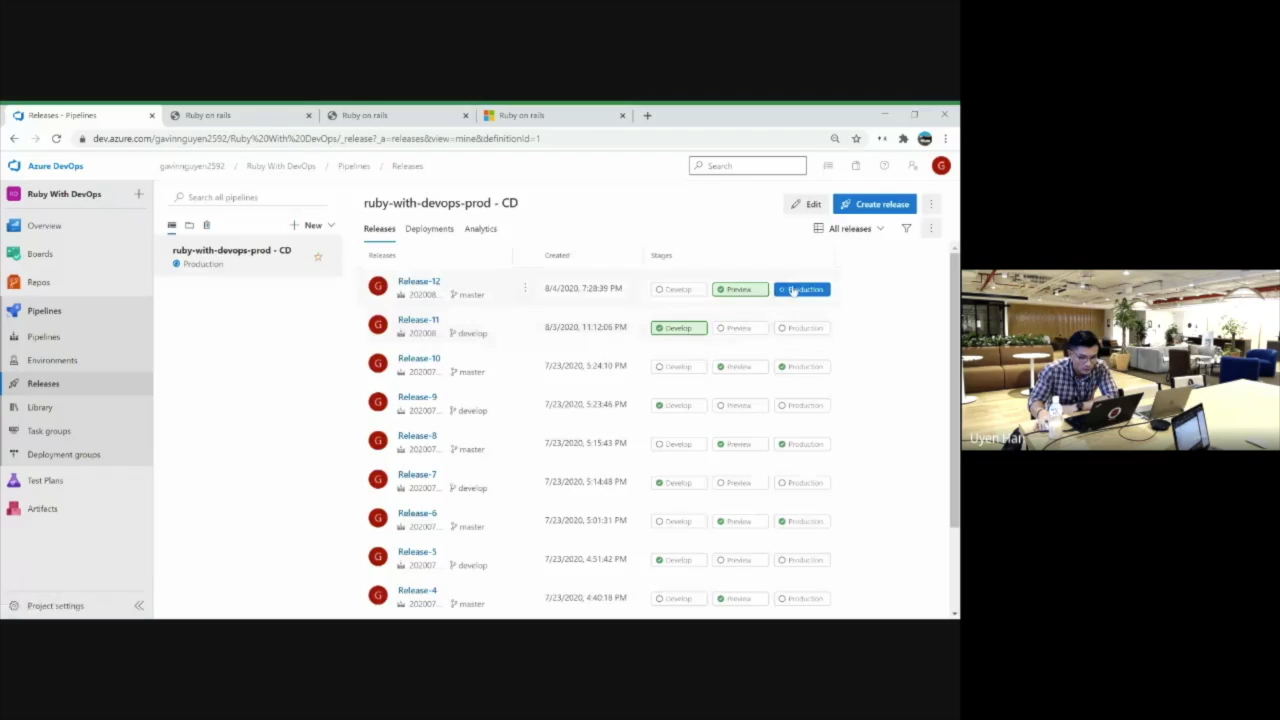 Releases - Pipelines
Ruby on rails
Ruby on rails
Ruby on rails
dev.azure.com/gavinnguyen2592/Ruby%20With%20DevOps/_release?_a=releases&view=mine&definitionId=1
Azure DevOps
gavinnguyen2592 / Ruby With DevOps / Pipelines / Releases
Search
G
Ruby With DevOps
Overview
Boards
Repos
Pipelines
Pipelines
Environments
Releases
Library
Task groups
Deployment groups
Test Plans
Artifacts
Project settings
Search all pipelines
New
ruby-with-devops-prod - CD
Production
ruby-with-devops-prod - CD
Edit
Create release
Releases Deployments Analytics
All releases
Releases Created Stages
G Release-12 8/4/2020, 7:28:39 PM Develop Preview Production
202008... master
G Release-11 8/3/2020, 11:12:06 PM Develop Preview Production
202008... develop
G Release-10 7/23/2020, 5:24:10 PM Develop Preview Production
202007... master
G Release-9 7/23/2020, 5:23:46 PM Develop Preview Production
202007... develop
G Release-8 7/23/2020, 5:15:43 PM Develop Preview Production
202007... master
G Release-7 7/23/2020, 5:14:48 PM Develop Preview Production
202007... develop
G Release-6 7/23/2020, 5:01:31 PM Develop Preview Production
202007... master
G Release-5 7/23/2020, 4:51:42 PM Develop Preview Production
202007... develop
G Release-4 7/23/2020, 4:40:18 PM Develop Preview Production
202007... master
Uyen Han